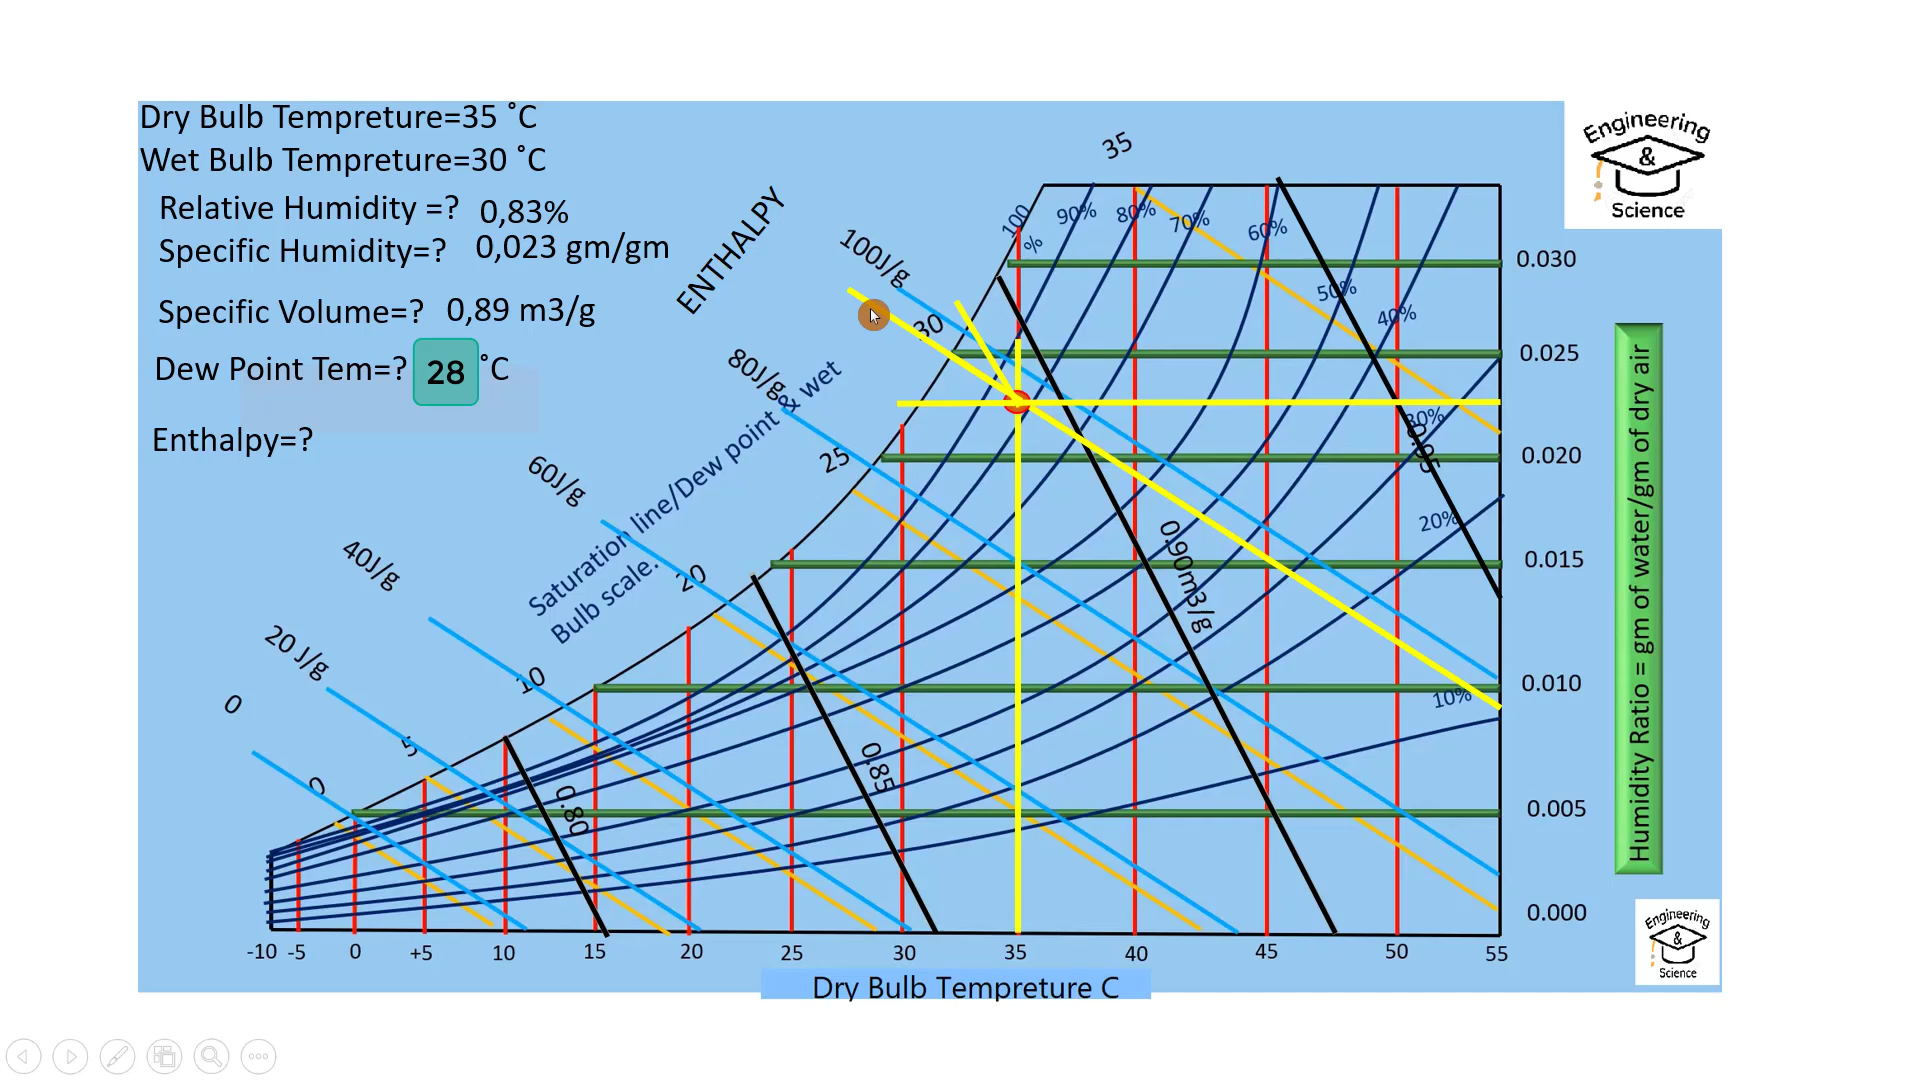 Dry Bulb Tempreture=35 ˚C
Wet Bulb Tempreture=30 ˚C
Relative Humidity =? 0,83%
Specific Humidity=? 0,023 gm/gm
Specific Volume=? 0,89 m3/g
Dew Point Tem=? 28 ˚C
Enthalpy=?
ENTHALPY
Saturation line/Dew point & wet
Bulb scale.
0
20 J/g
40J/g
60J/g
80J/g
100J/g
0
5
10
20
25
30
35
100
%
90%
80%
70%
60%
50%
40%
30%
20%
10%
0.80
0.85
0.90m3/g
0.95
0.030
0.025
0.020
0.015
0.010
0.005
0.000
Humidity Ratio = gm of water/gm of dry air
-10 -5 0 +5 10 15 20 25 30 35 40 45 50 55
Dry Bulb Tempreture C
Engineering
&
Science
Engineering
&
Science